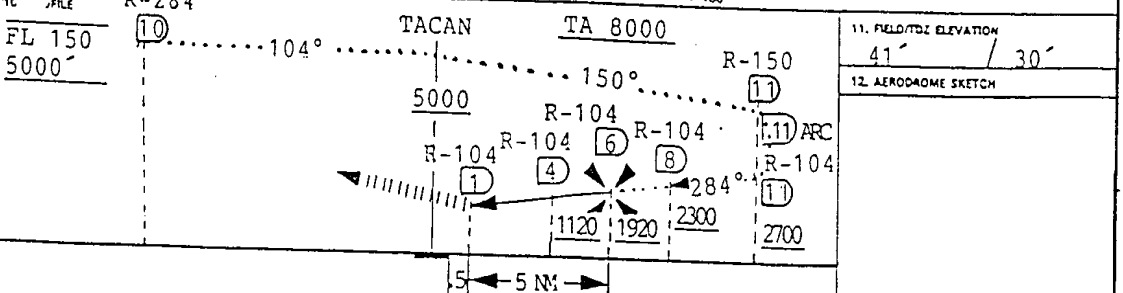 R-284
FL 150
5000´
10
104°
TACAN
TA 8000
5000
150°
R-150
11
.11 ARC
R-104
6
R-104
4
R-104
8
R-104
1
284°
R-104
11
1120
1920
2300
2700
.5
5 NM
11. FIELD/TDZ ELEVATION
41´ / 30´
12. AERODROME SKETCH